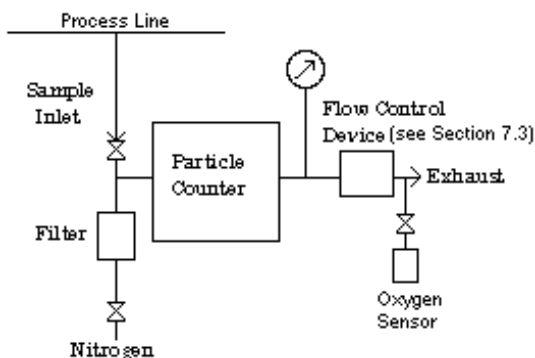 Process Line
Sample
Inlet
Flow Control
Device (see Section 7.3)
Particle
Counter
Exhaust
Filter
Oxygen
Sensor
Nitrogen